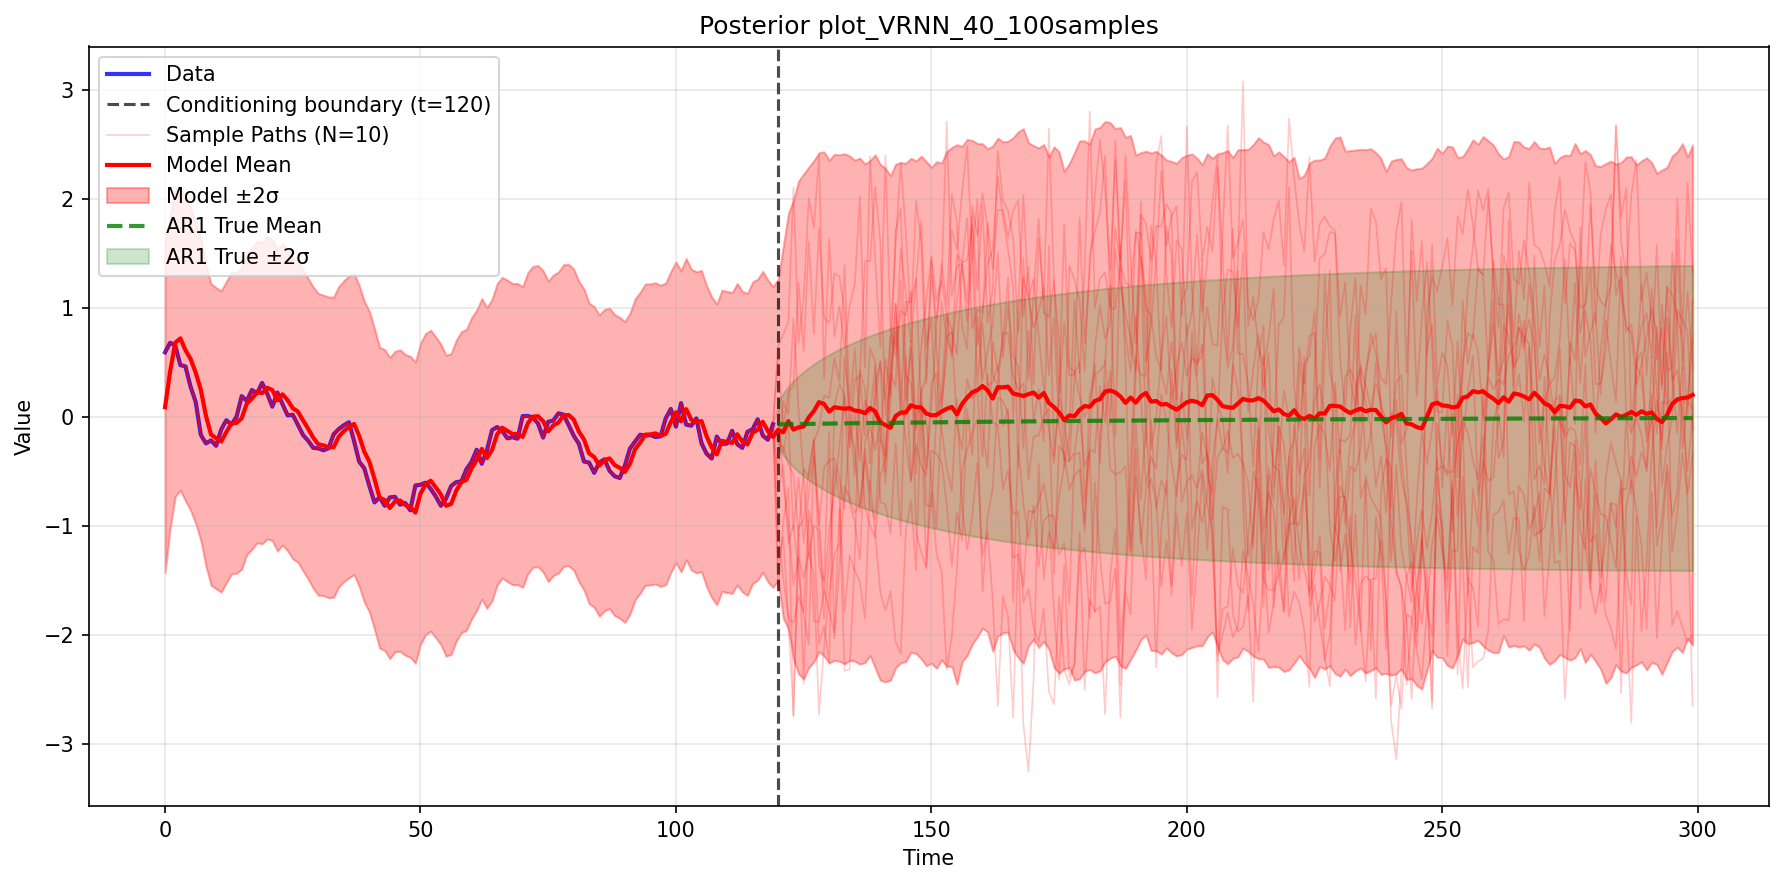 Posterior plot_VRNN_40_100samples
Data
Conditioning boundary (t=120)
Sample Paths (N=10)
Model Mean
Model ±2σ
AR1 True Mean
AR1 True ±2σ
Value
3
2
1
0
−1
−2
−3
0
50
100
150
200
250
300
Time